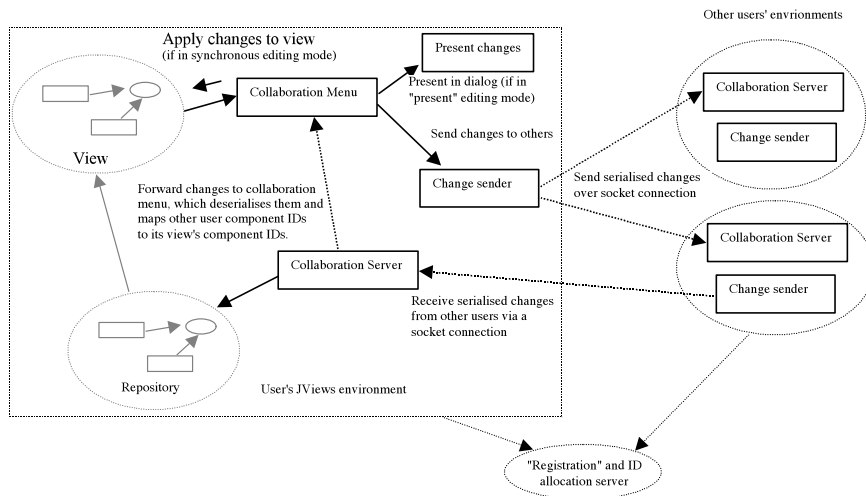 Other users' envrionments
Apply changes to view
(if in synchronous editing mode)
Present changes
Collaboration Menu
Present in dialog (if in
"present" editing mode)
Collaboration Server
Change sender
View
Send changes to others
Change sender
Send serialised changes
over socket connection
Forward changes to collaboration
menu, which deserialises them and
maps other user component IDs
to its view's component IDs.
Collaboration Server
Change sender
Collaboration Server
Receive serialised changes
from other users via a
socket connection
Repository
User's JViews environment
"Registration" and ID
allocation server